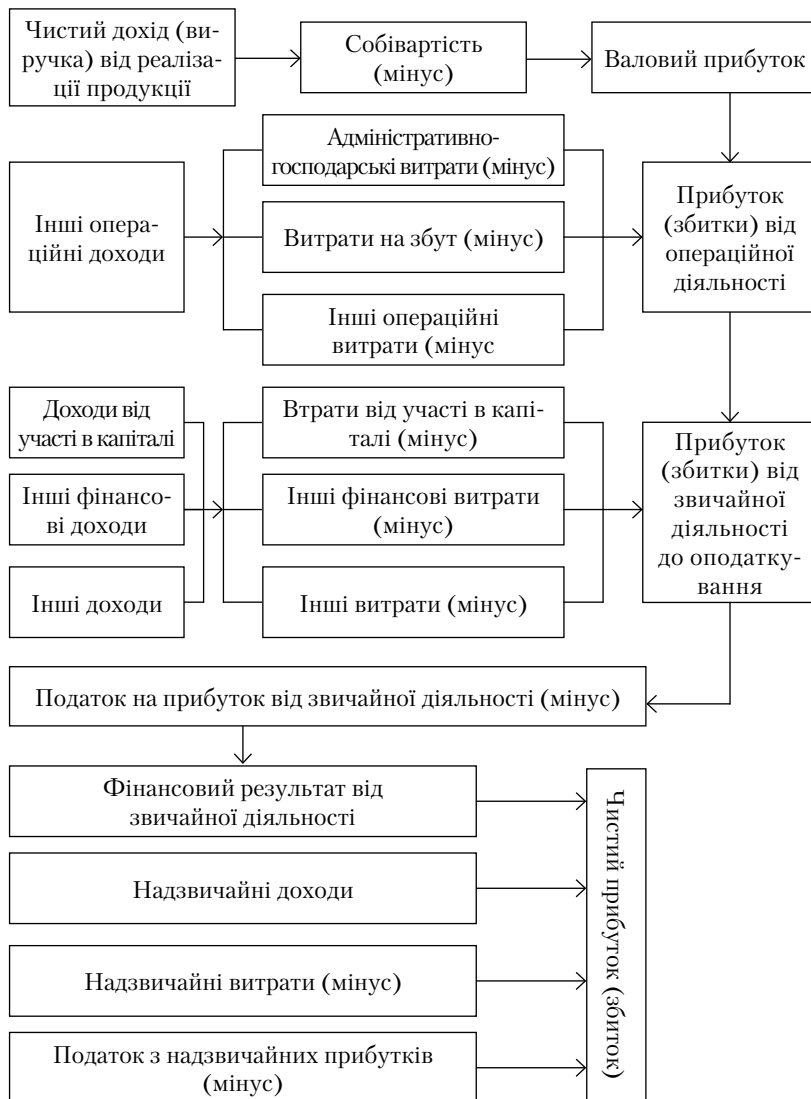 Чистий дохід (ви-
ручка) від реаліза-
ції продукції
Собівартість
(мінус)
Валовий прибуток
Інші опера-
ційні доходи
Адміністративно-
господарські витрати (мінус)
Витрати на збут (мінус)
Інші операційні
витрати (мінус
Прибуток
(збитки) від
операційної
діяльності
Доходи від
участі в капіталі
Інші фінансо-
ві доходи
Інші доходи
Втрати від участі в капі-
талі (мінус)
Інші фінансові витрати
(мінус)
Інші витрати (мінус)
Прибуток
(збитки) від
звичайної
діяльності
до оподатку-
вання
Податок на прибуток від звичайної діяльності (мінус)
Фінансовий результат від
звичайної діяльності
Надзвичайні доходи
Надзвичайні витрати (мінус)
Податок з надзвичайних прибутків
(мінус)
Чистий прибуток (збиток)